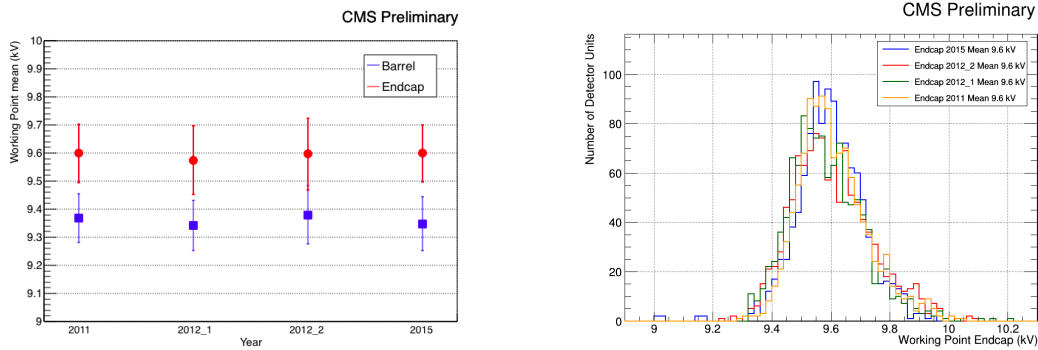 CMS Preliminary
Working Point mean (kV)
10
9.9
9.8
9.7
9.6
9.5
9.4
9.3
9.2
9.1
9
Barrel
Endcap
2011
2012_1
2012_2
2015
Year
CMS Preliminary
Number of Detector Units
100
80
60
40
20
0
Endcap 2015 Mean 9.6 kV
Endcap 2012_2 Mean 9.6 kV
Endcap 2012_1 Mean 9.6 kV
Endcap 2011 Mean 9.6 kV
9
9.2
9.4
9.6
9.8
10
10.2
Working Point Endcap (kV)